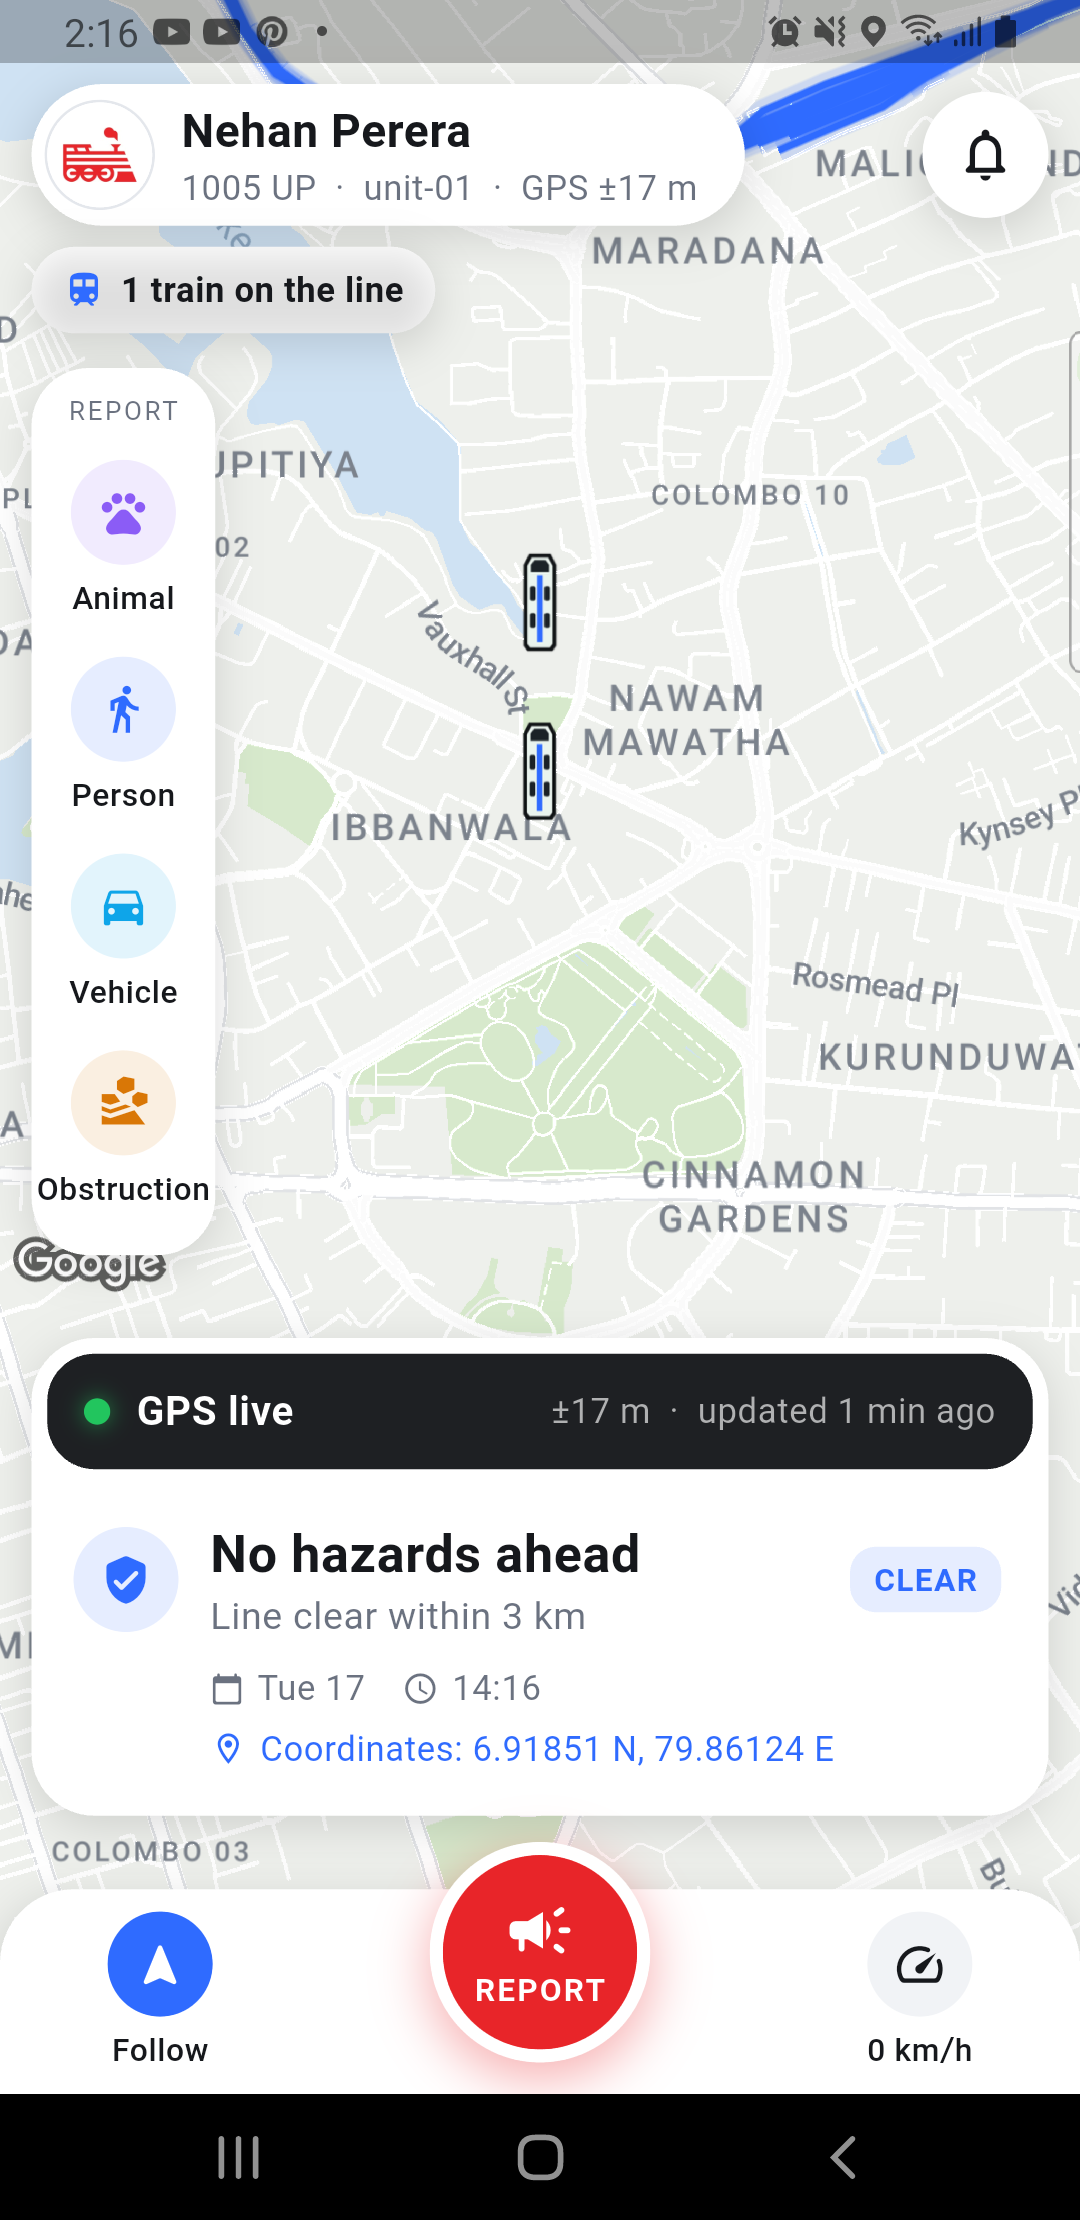 2:16
Nehan Perera
1005 UP · unit-01 · GPS ±17 m
MARADANA
1 train on the line
REPORT
COLOMBO 10
02
Animal
Vauxhall St
NAWAM
MAWATHA
Person
IBBANWALA
Kynsey
Vehicle
Rosmead Pl
Obstruction
CINNAMON
GARDENS
Google
GPS live
±17 m · updated 1 min ago
No hazards ahead
Line clear within 3 km
CLEAR
Tue 17
14:16
Coordinates: 6.91851 N, 79.86124 E
COLOMBO 03
REPORT
Follow
0 km/h